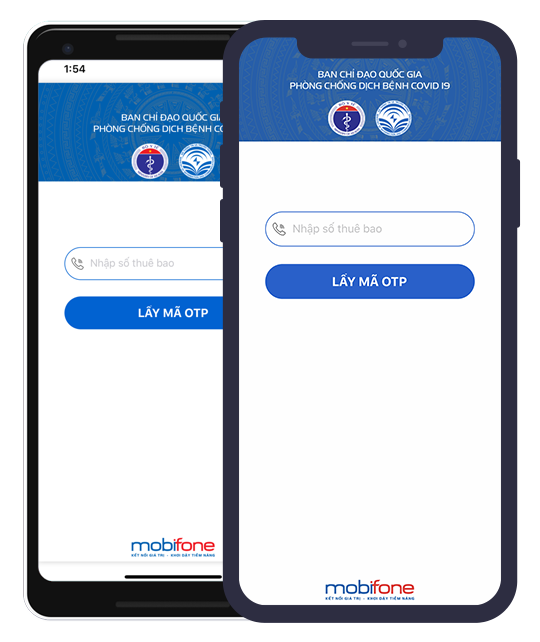 1:54
BAN CHỈ ĐẠO QUỐC GIA
PHÒNG CHỐNG DỊCH BỆNH CO
Nhập số thuê bao
LẤY MÃ OTP
mobifone
KẾT NỐI GIÁ TRỊ - KHƠI DẬY TIỀM NĂNG
BAN CHỈ ĐẠO QUỐC GIA
PHÒNG CHỐNG DỊCH BỆNH COVID 19
Nhập số thuê bao
LẤY MÃ OTP
mobifone
KẾT NỐI GIÁ TRỊ - KHƠI DẬY TIỀM NĂNG